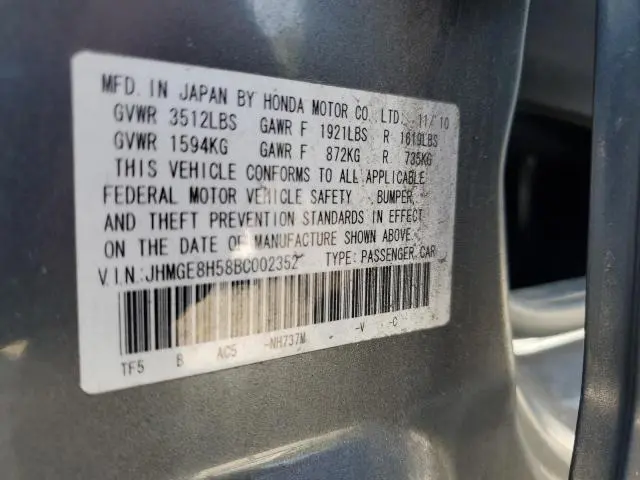 MFD. IN JAPAN BY HONDA MOTOR CO., LTD. 11/10
GVWR 3512LBS GAWR F 1921LBS R 1619LBS
GVWR 1594KG GAWR F 872KG R 735KG
THIS VEHICLE CONFORMS TO ALL APPLICABLE
FEDERAL MOTOR VEHICLE SAFETY, BUMPER,
AND THEFT PREVENTION STANDARDS IN EFFECT
ON THE DATE OF MANUFACTURE SHOWN ABOVE.
V.I.N:JHMGE8H58BC002352 TYPE:PASSENGER CAR
TF5 B AC5 -NH737M -V -C